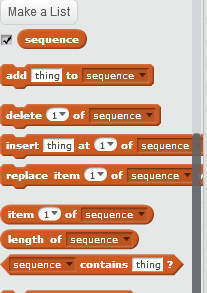 Make a List
sequence
add thing to sequence
delete 1 of sequence
insert thing at 1 of sequence
replace item 1 of sequence
item 1 of sequence
length of sequence
sequence contains thing ?